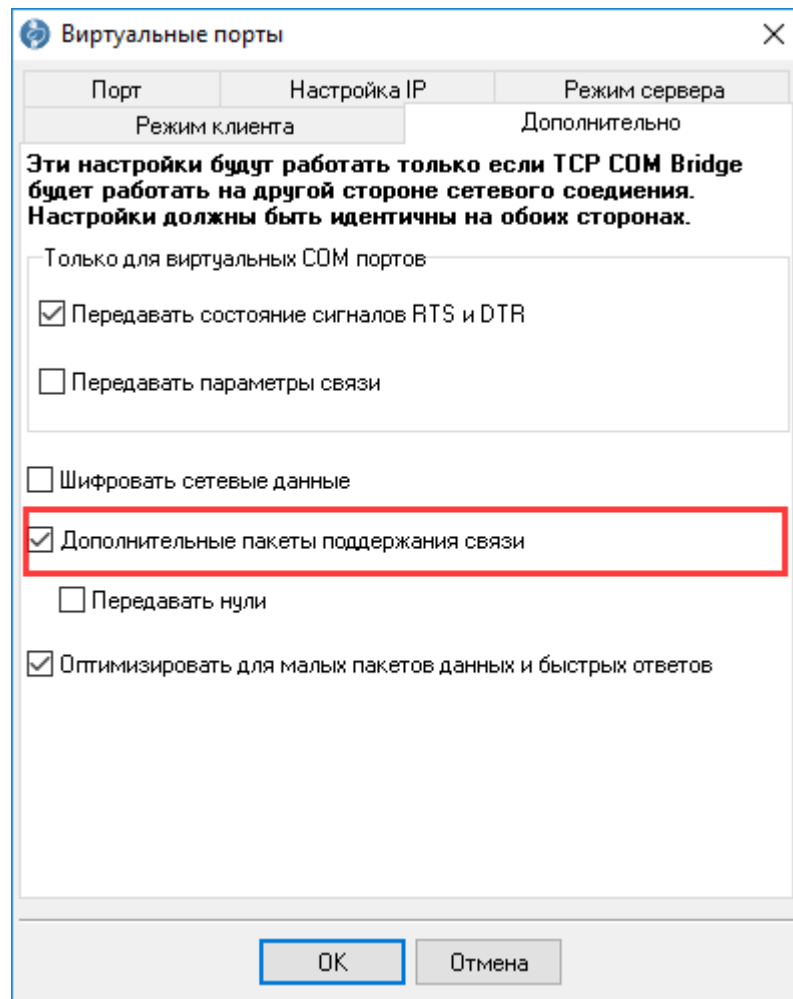 Виртуальные порты
Порт
Настройка IP
Режим сервера
Режим клиента
Дополнительно
Эти настройки будут работать только если TCP COM Bridge
будет работать на другой стороне сетевого соедиения.
Настройки должны быть идентичны на обоих сторонах.
Только для виртуальных COM портов
Передавать состояние сигналов RTS и DTR
Передавать параметры связи
Шифровать сетевые данные
Дополнительные пакеты поддержания связи
Передавать нули
Оптимизировать для малых пакетов данных и быстрых ответов
OK
Отмена